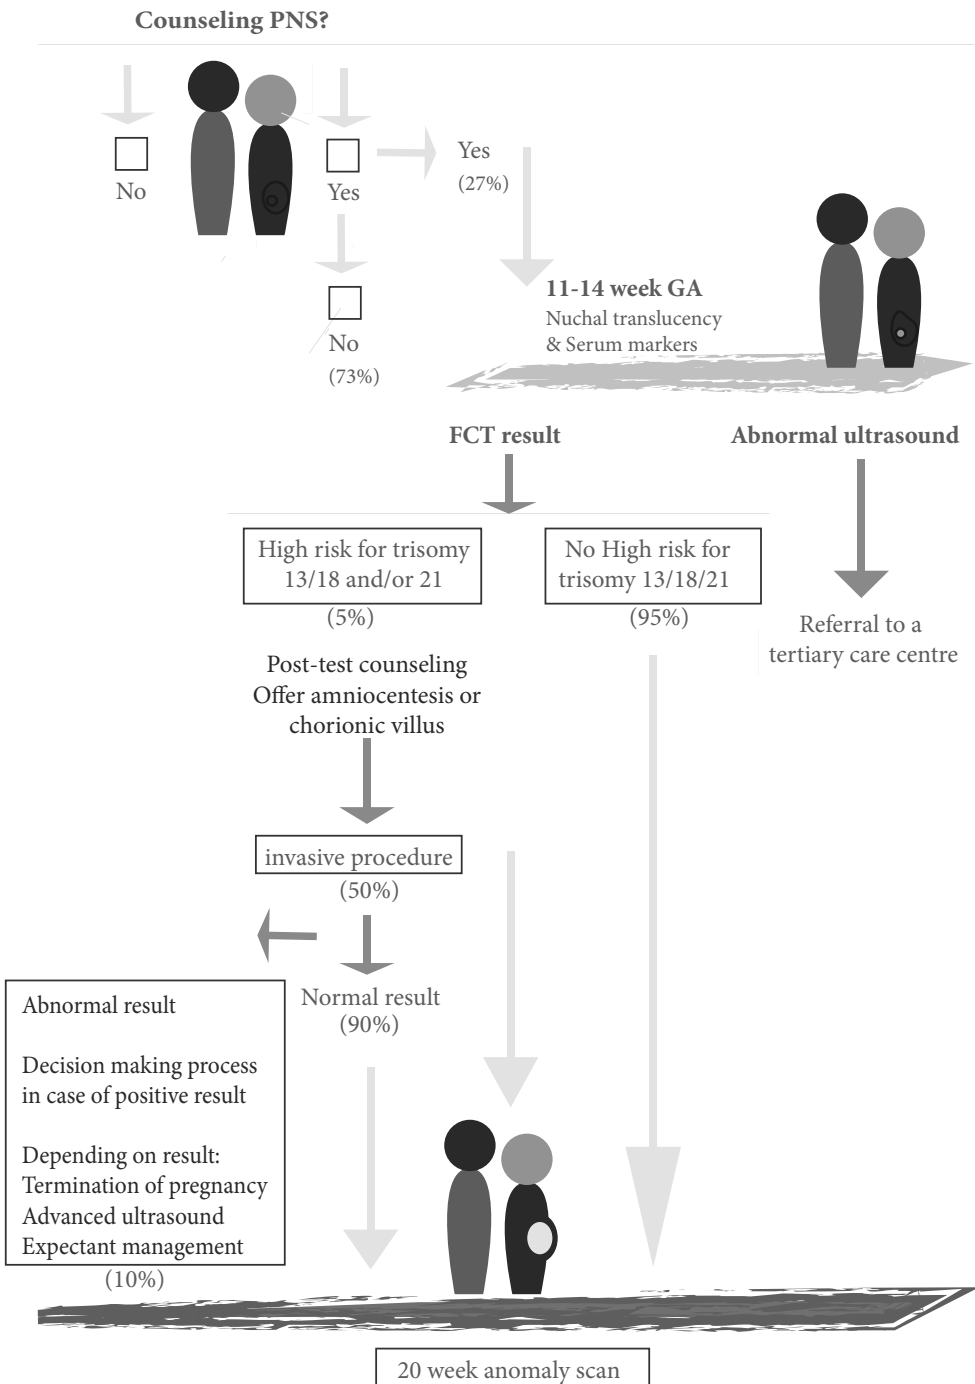 Counseling PNS?
No
Yes
Yes
(27%)
No
(73%)
11-14 week GA
Nuchal translucency
& Serum markers
FCT result
Abnormal ultrasound
High risk for trisomy
13/18 and/or 21
(5%)
No High risk for
trisomy 13/18/21
(95%)
Referral to a
tertiary care centre
Post-test counseling
Offer amniocentesis or
chorionic villus
invasive procedure
(50%)
Normal result
(90%)
Abnormal result
Decision making process
in case of positive result
Depending on result:
Termination of pregnancy
Advanced ultrasound
Expectant management
(10%)
20 week anomaly scan